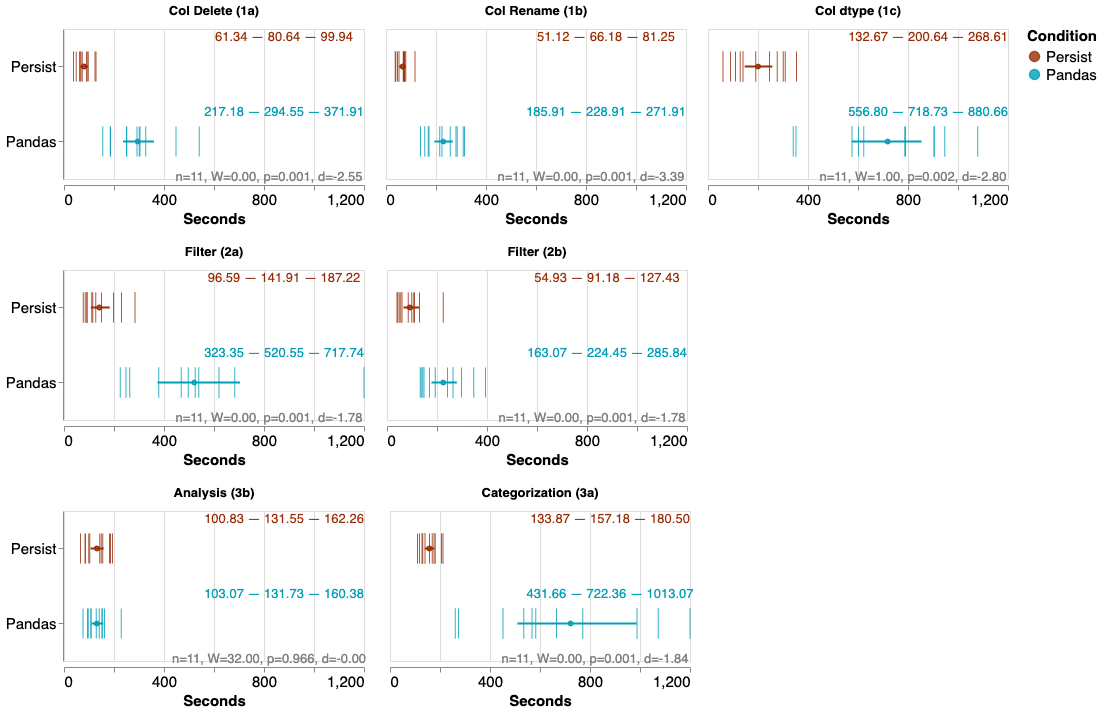 Col Delete (1a)
Col Rename (1b)
Col dtype (1c)
Condition
Persist
Pandas
Persist
61.34 — 80.64 — 99.94
51.12 — 66.18 — 81.25
132.67 — 200.64 — 268.61
Pandas
217.18 — 294.55 — 371.91
185.91 — 228.91 — 271.91
556.80 — 718.73 — 880.66
n=11, W=0.00, p=0.001, d=-2.55
n=11, W=0.00, p=0.001, d=-3.39
n=11, W=1.00, p=0.002, d=-2.80
0 400 800 1,200
0 400 800 1,200
0 400 800 1,200
Seconds
Seconds
Seconds
Filter (2a)
Filter (2b)
Persist
96.59 — 141.91 — 187.22
54.93 — 91.18 — 127.43
Pandas
323.35 — 520.55 — 717.74
163.07 — 224.45 — 285.84
n=11, W=0.00, p=0.001, d=-1.78
n=11, W=0.00, p=0.001, d=-1.78
0 400 800 1,200
0 400 800 1,200
Seconds
Seconds
Analysis (3b)
Categorization (3a)
Persist
100.83 — 131.55 — 162.26
133.87 — 157.18 — 180.50
Pandas
103.07 — 131.73 — 160.38
431.66 — 722.36 — 1013.07
n=11, W=32.00, p=0.966, d=-0.00
n=11, W=0.00, p=0.001, d=-1.84
0 400 800 1,200
0 400 800 1,200
Seconds
Seconds